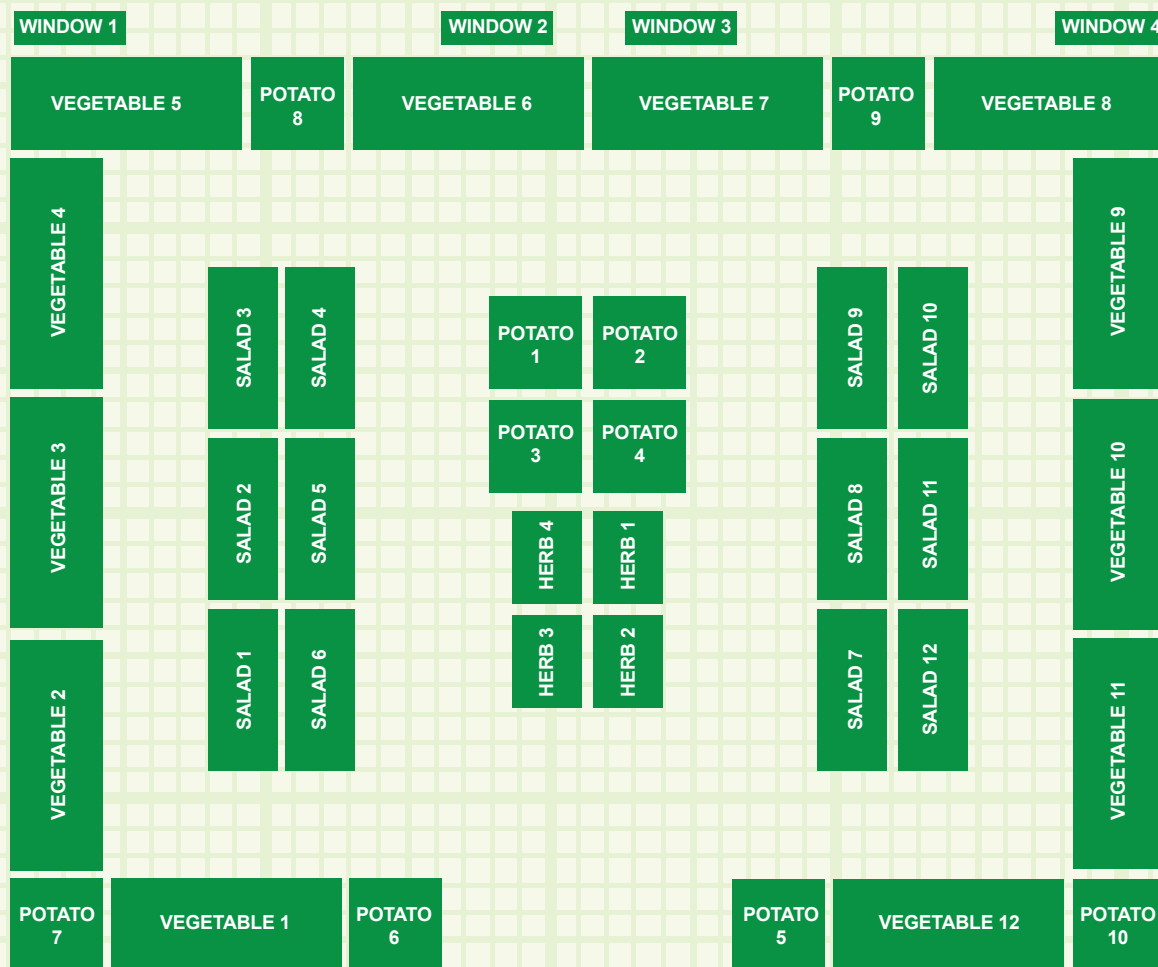 WINDOW 1
WINDOW 2
WINDOW 3
WINDOW 4
VEGETABLE 5
POTATO
8
VEGETABLE 6
VEGETABLE 7
POTATO
9
VEGETABLE 8
VEGETABLE 4
VEGETABLE 9
SALAD 3
SALAD 4
POTATO
1
POTATO
2
SALAD 9
SALAD 10
VEGETABLE 3
POTATO
3
POTATO
4
VEGETABLE 10
SALAD 2
SALAD 5
HERB 4
HERB 1
SALAD 8
SALAD 11
VEGETABLE 2
SALAD 1
SALAD 6
HERB 3
HERB 2
SALAD 7
SALAD 12
VEGETABLE 11
POTATO
7
VEGETABLE 1
POTATO
6
POTATO
5
VEGETABLE 12
POTATO
10